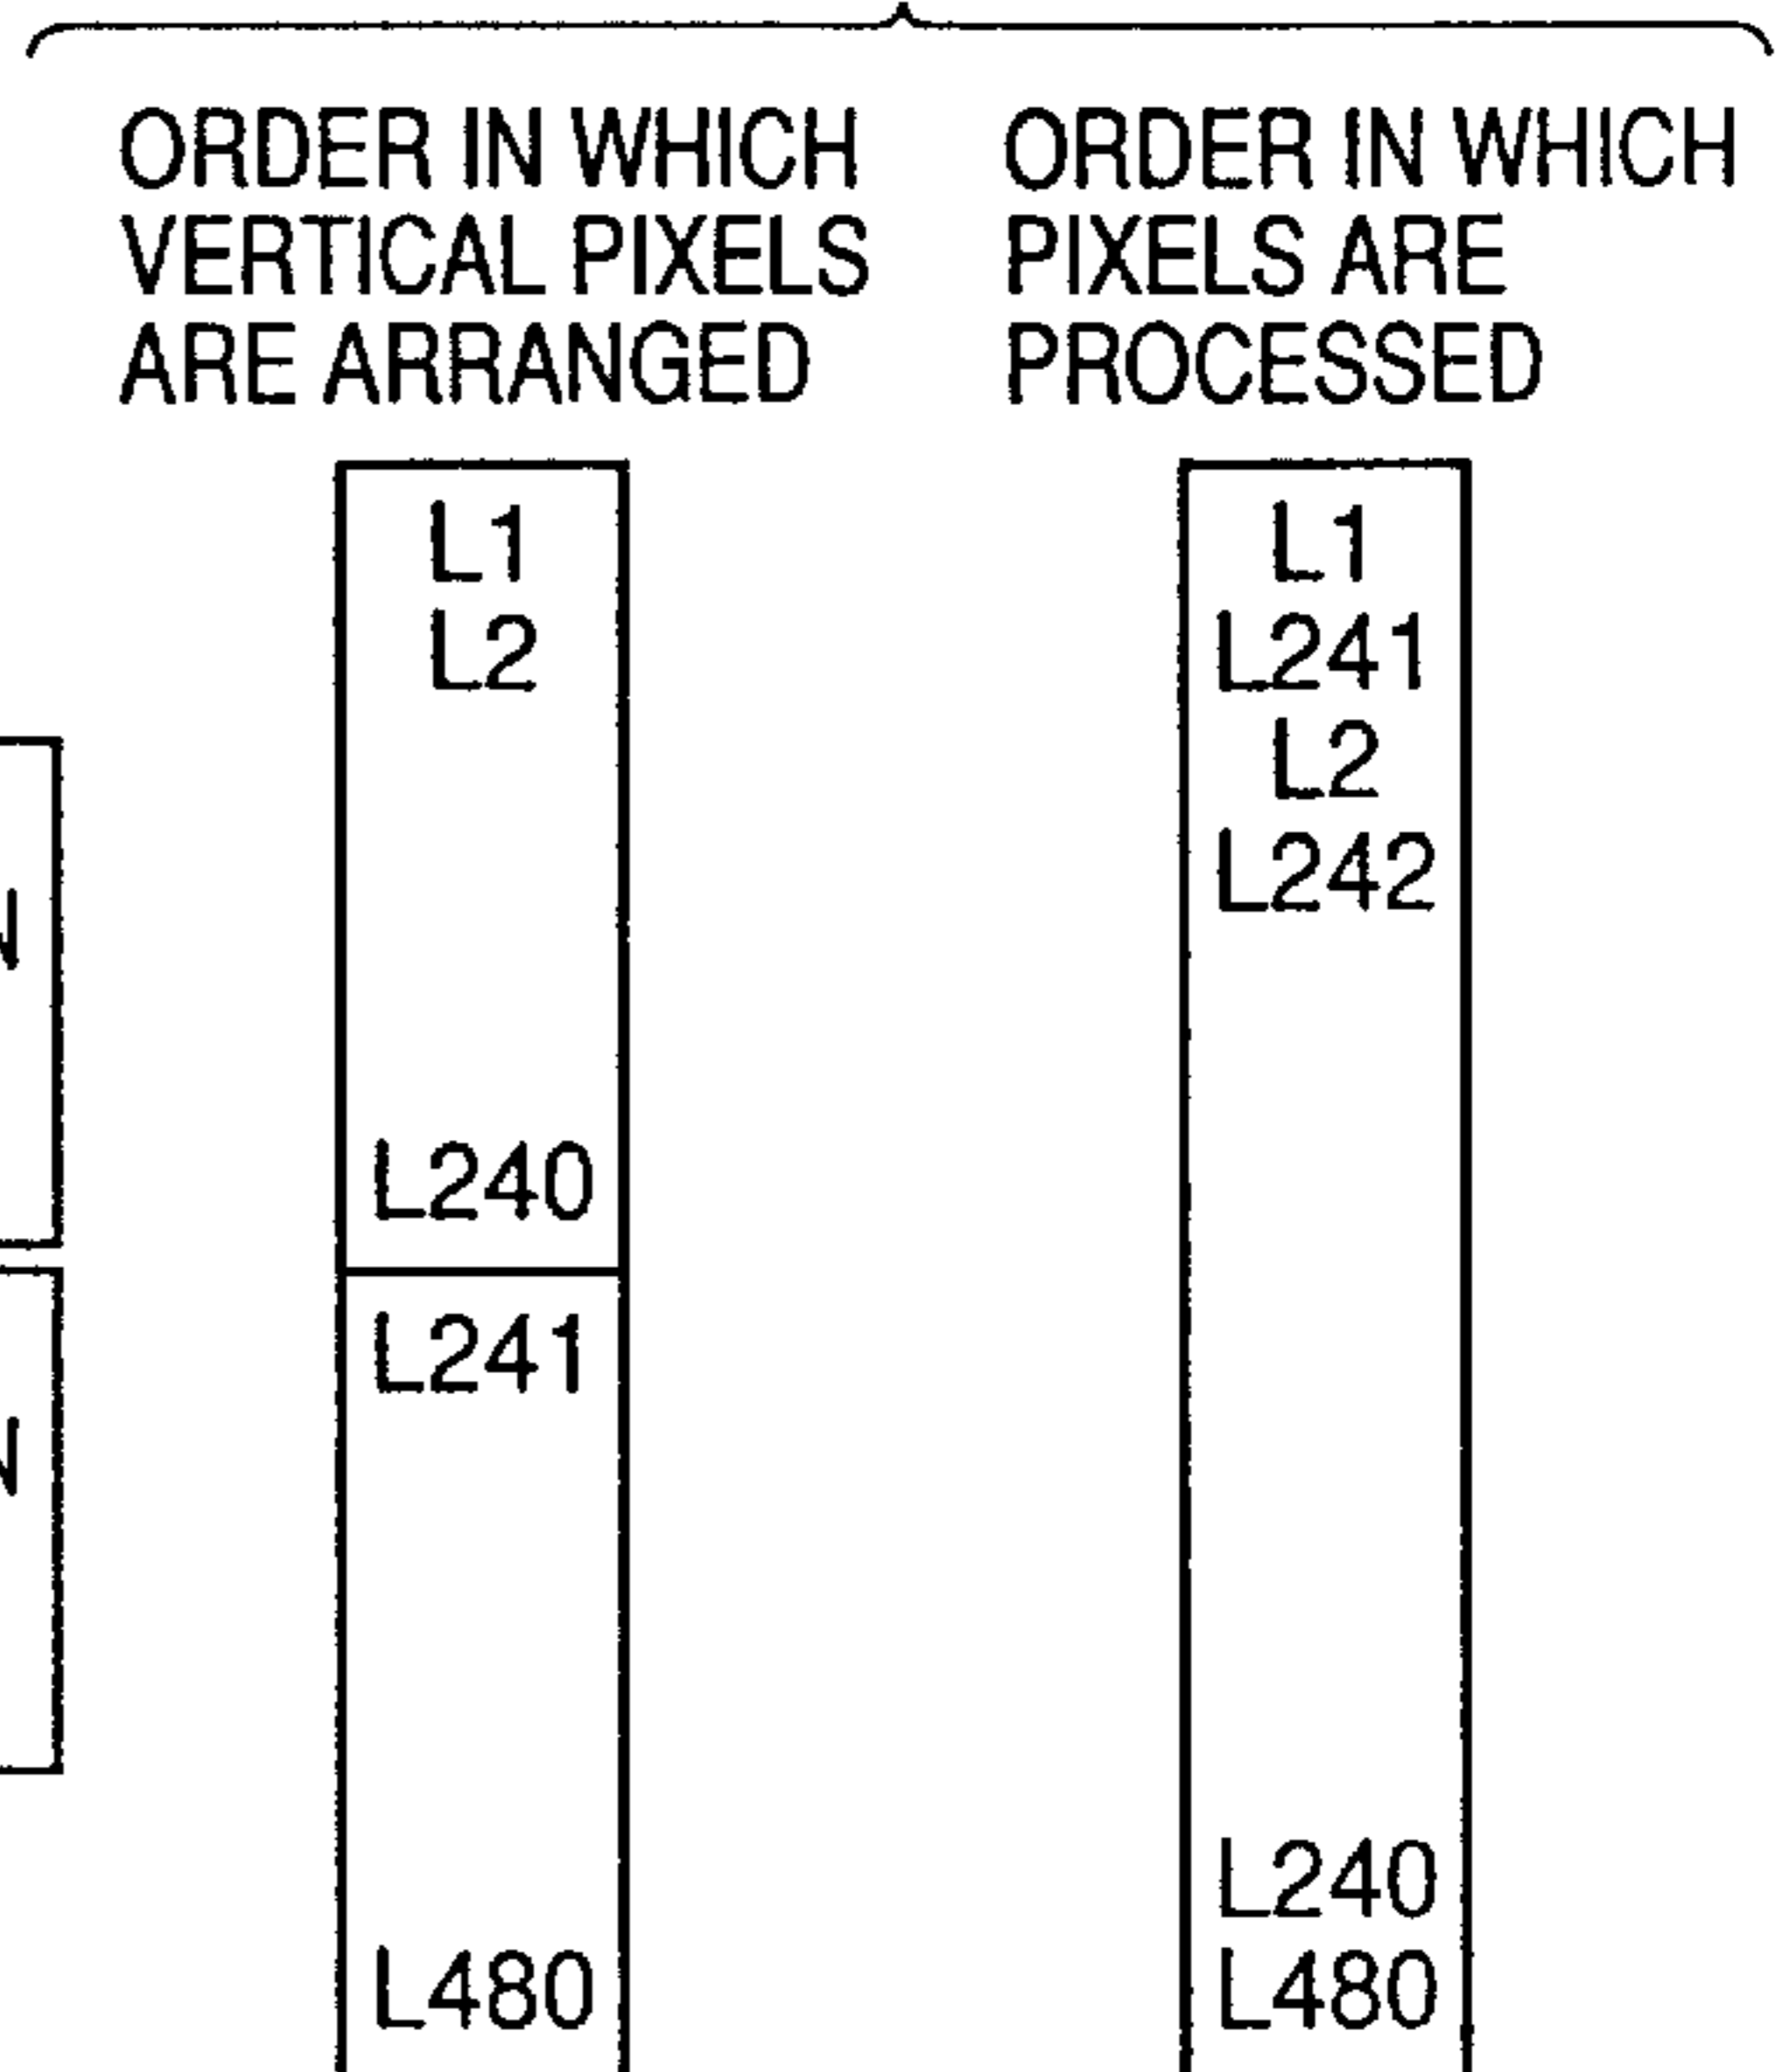 ORDER IN WHICH
VERTICAL PIXELS
ARE ARRANGED
ORDER IN WHICH
PIXELS ARE
PROCESSED
L1
L2
L240
L241
L480
L1
L241
L2
L242
L240
L480
N
N